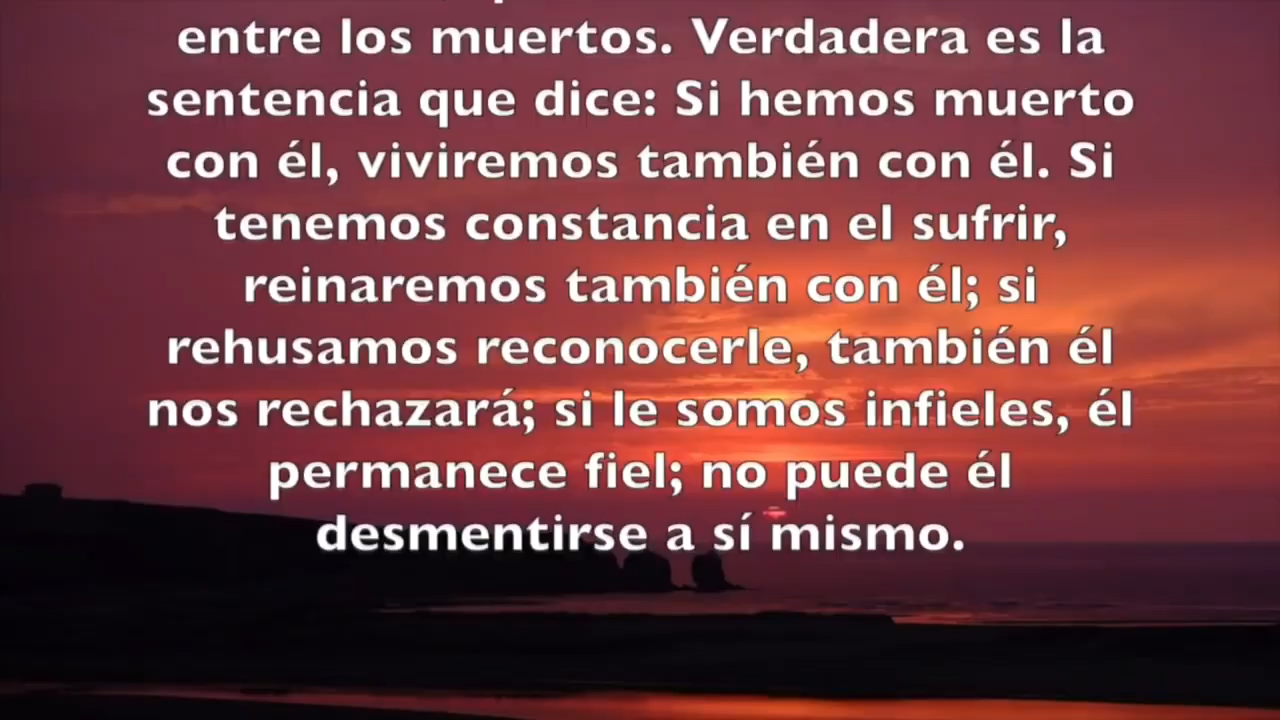 entre los muertos. Verdadera es la
sentencia que dice: Si hemos muerto
con él, viviremos también con él. Si
tenemos constancia en el sufrir,
reinaremos también con él; si
rehusamos reconocerle, también él
nos rechazará; si le somos infieles, él
permanece fiel; no puede él
desmentirse a sí mismo.